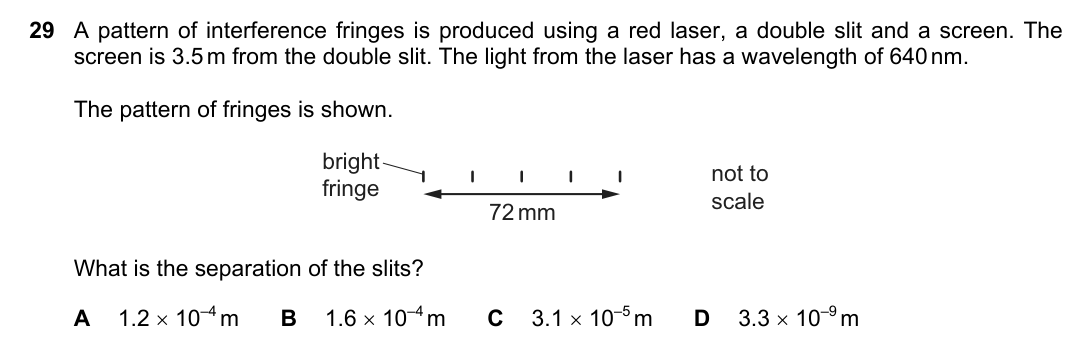 29 A pattern of interference fringes is produced using a red laser, a double slit and a screen. The
screen is 3.5 m from the double slit. The light from the laser has a wavelength of 640 nm.
The pattern of fringes is shown.
bright
fringe
72 mm
not to
scale
What is the separation of the slits?
A 1.2 × 10⁻⁴ m B 1.6 × 10⁻⁴ m C 3.1 × 10⁻⁵ m D 3.3 × 10⁻⁹ m